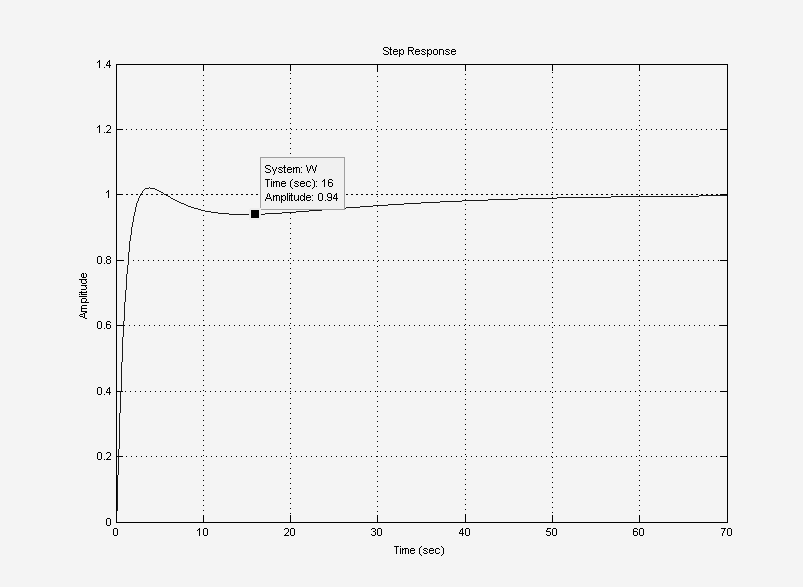 Step Response
1.4
1.2
1
0.8
0.6
0.4
0.2
0
Amplitude
System: W
Time (sec): 16
Amplitude: 0.94
0 10 20 30 40 50 60 70
Time (sec)